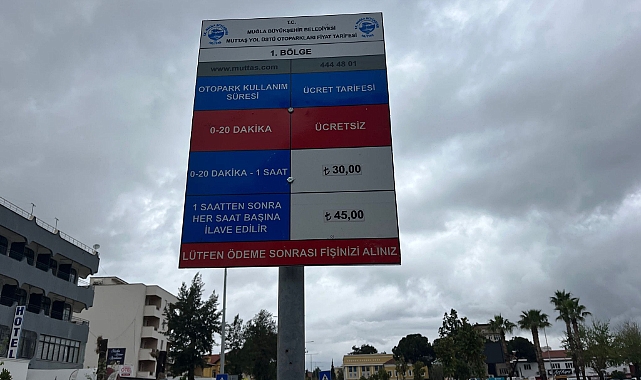 T.C.
MUĞLA BÜYÜKŞEHİR BELEDİYESİ
MUTTAŞ YOL ÜSTÜ OTOPARKLARI FİYAT TARİFESİ
1. BÖLGE
www.muttas.com 444 48 01
OTOPARK KULLANIM SÜRESİ
ÜCRET TARİFESİ
0-20 DAKİKA ÜCRETSİZ
0-20 DAKİKA - 1 SAAT ₺ 30,00
1 SAATTEN SONRA
HER SAAT BAŞINA
İLAVE EDİLİR
₺ 45,00
LÜTFEN ÖDEME SONRASI FİŞİNİZİ ALINIZ
HOTEL